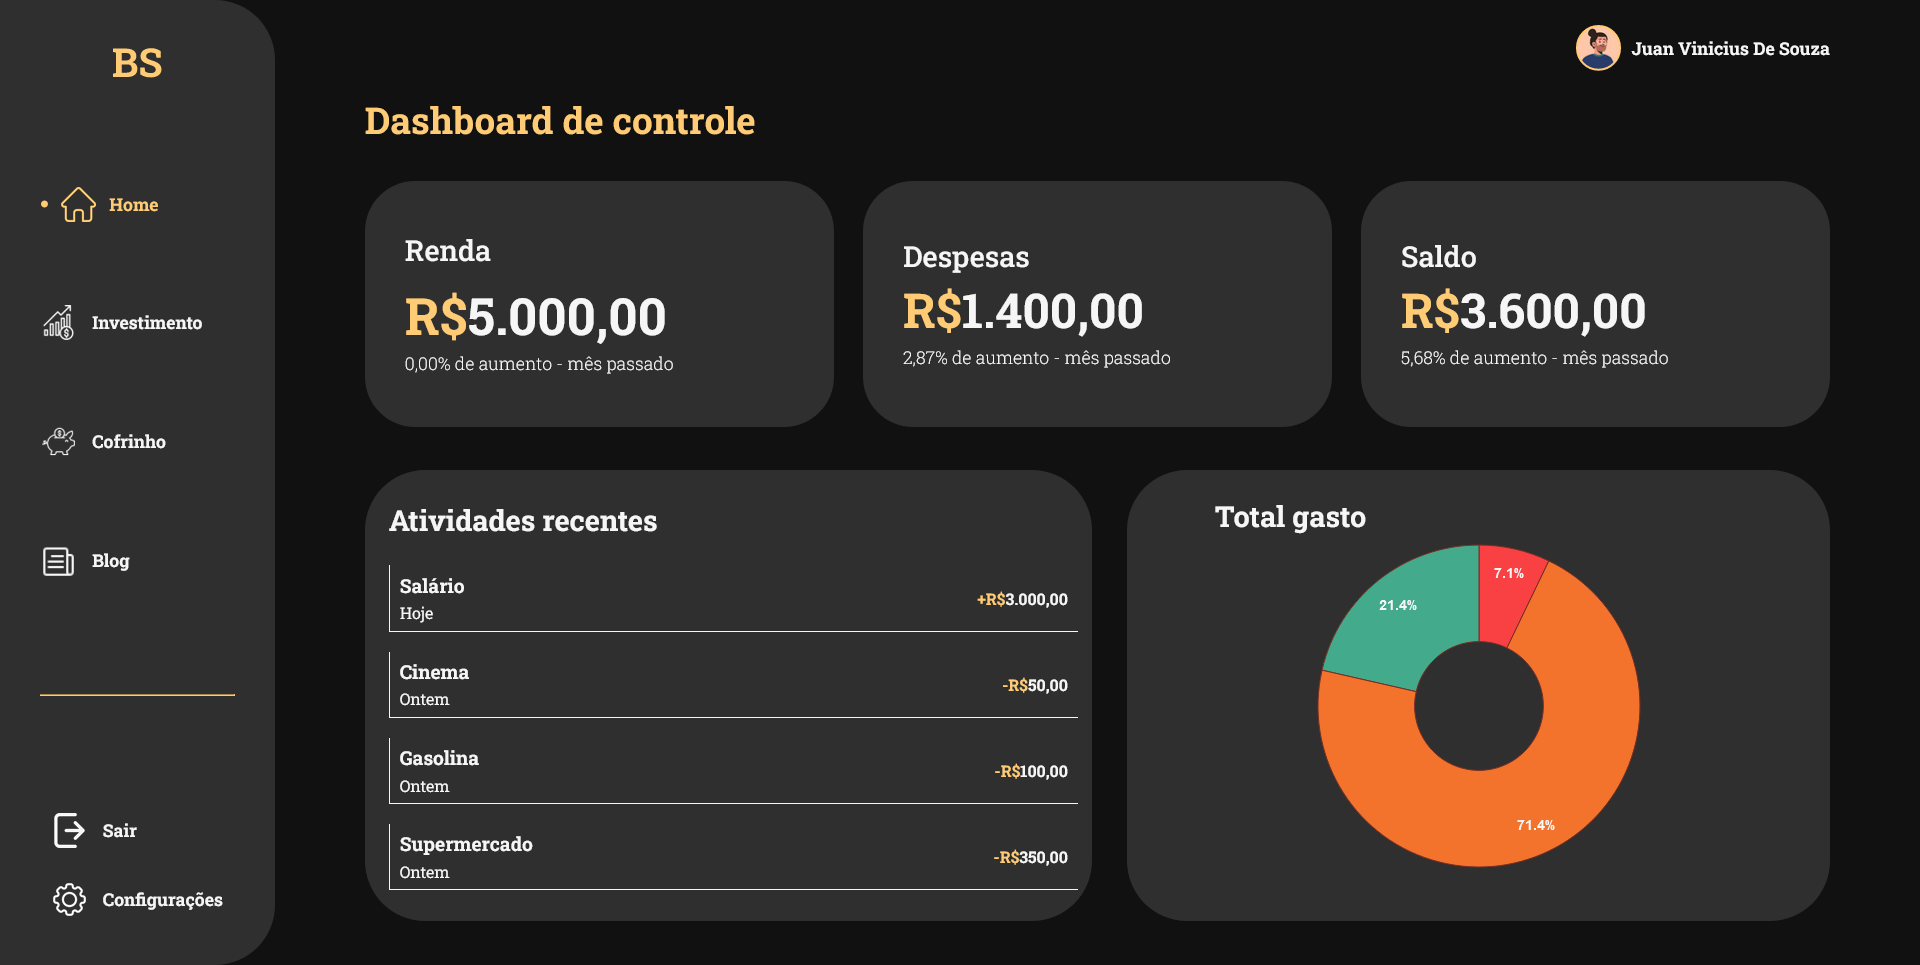 BS
Home
Investimento
Cofrinho
Blog
Sair
Configurações
Juan Vinicius De Souza
Dashboard de controle
Renda
R$5.000,00
0,00% de aumento - mês passado
Despesas
R$1.400,00
2,87% de aumento - mês passado
Saldo
R$3.600,00
5,68% de aumento - mês passado
Atividades recentes
Salário
Hoje
+R$3.000,00
Cinema
Ontem
-R$50,00
Gasolina
Ontem
-R$100,00
Supermercado
Ontem
-R$350,00
Total gasto
7.1%
21.4%
71.4%